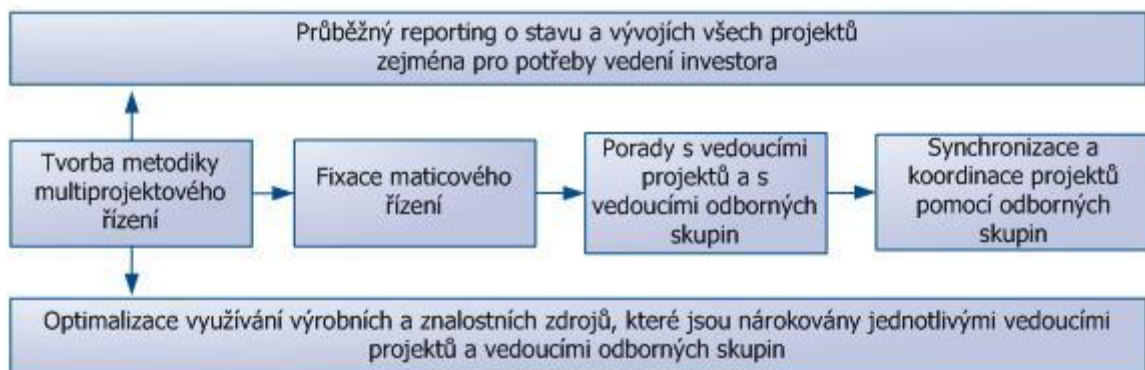 Průběžný reporting o stavu a vývojích všech projektů
zejména pro potřeby vedení investora
Tvorba metodiky
multiprojektového
řízení
Fixace maticového
řízení
Porady s vedoucími
projektů a s
vedoucími odborných
skupin
Synchronizace a
koordinace projektů
pomocí odborných
skupin
Optimalizace využívání výrobních a znalostních zdrojů, které jsou nárokovány jednotlivými vedoucími
projektů a vedoucími odborných skupin